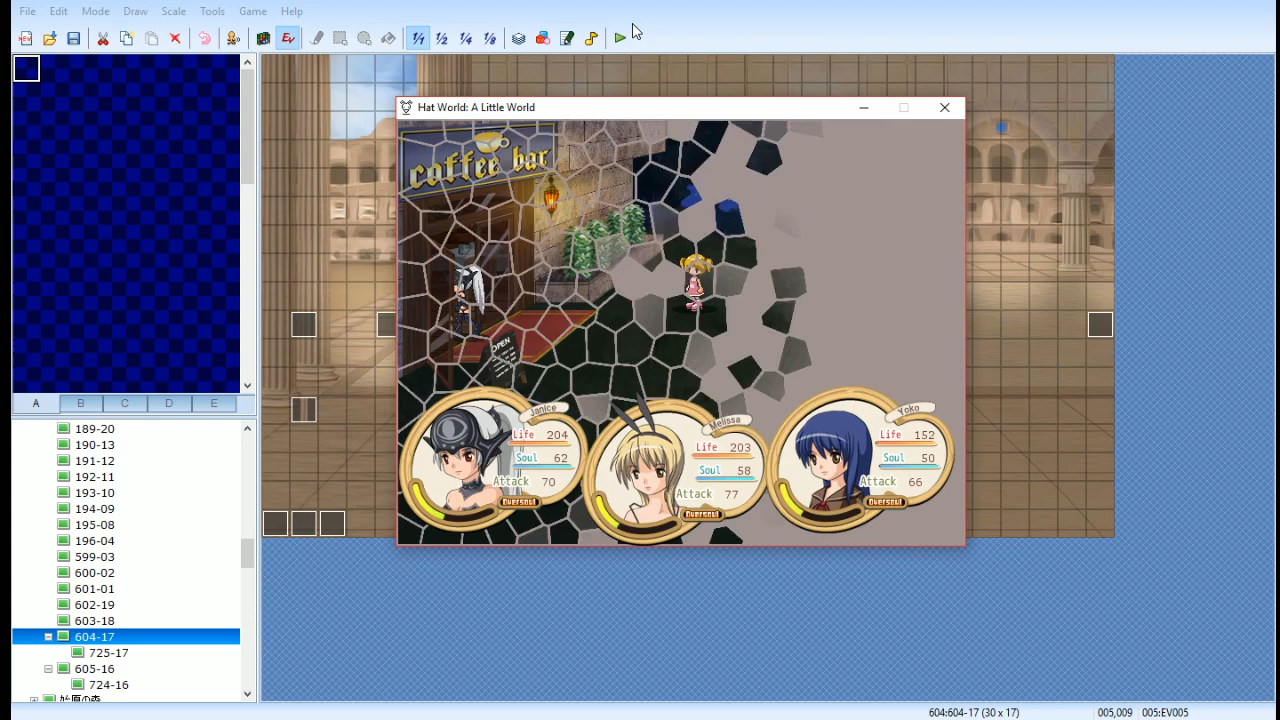 File Edit Mode Draw Scale Tools Game Help
Hat World: A Little World
coffee bar
OPEN
Janice
Life 204
Soul 62
Attack 70
Oversoul
Melissa
Life 203
Soul 58
Attack 77
Oversoul
Yoko
Life 152
Soul 50
Attack 66
Oversoul
A B C D E
189-20
190-13
191-12
192-11
193-10
194-09
195-08
196-04
599-03
600-02
601-01
602-19
603-18
604-17
725-17
605-16
724-16
始原の森
604:604-17 (30 x 17) 005,009 005:EV005